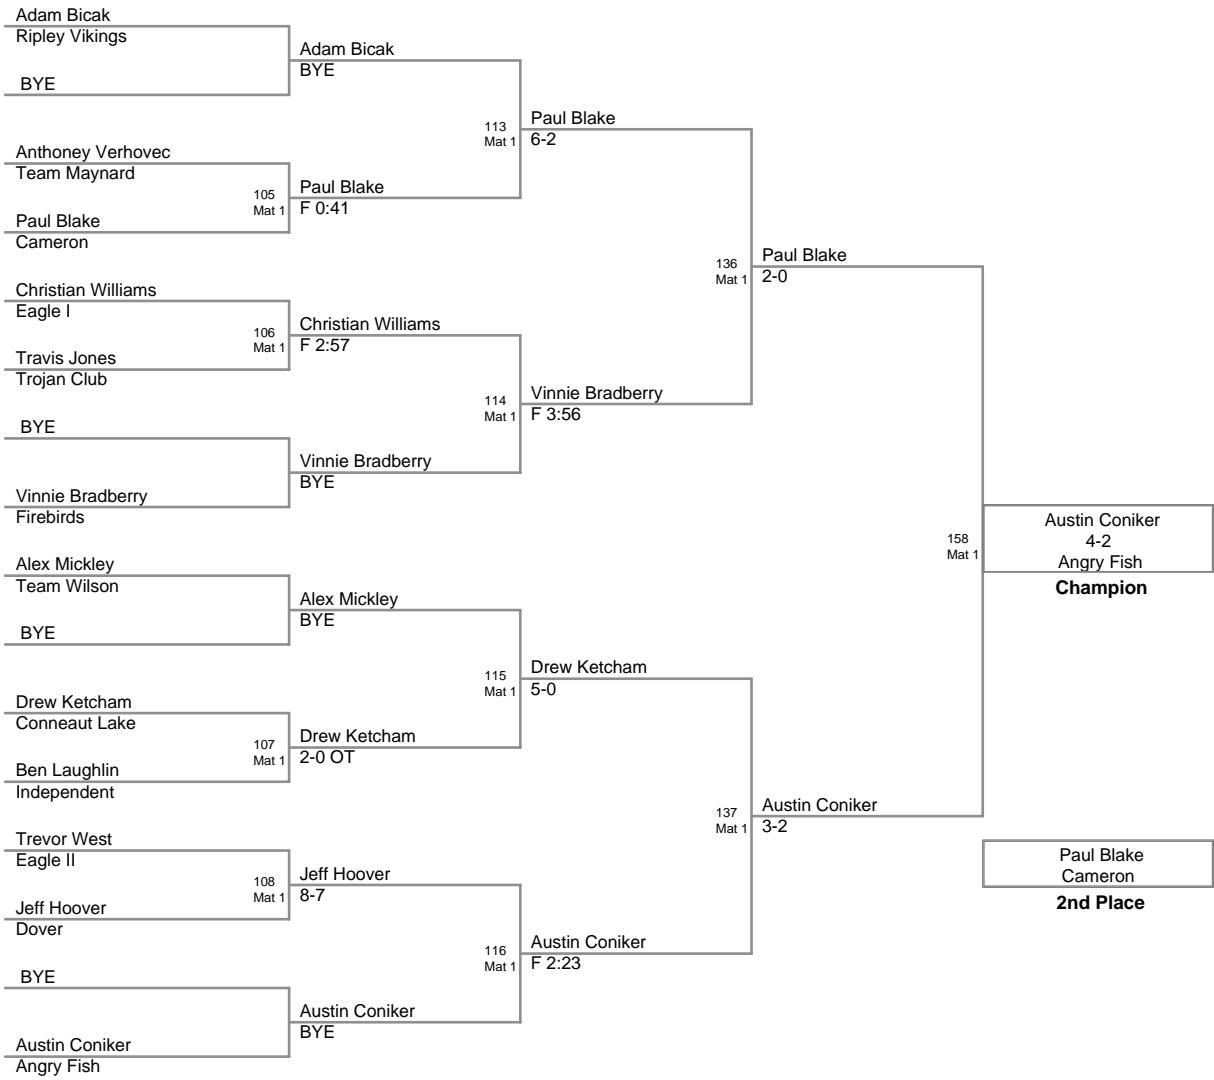 Adam Bicak
Ripley Vikings
BYE
Anthoney Verhovec
Team Maynard
Paul Blake
Cameron
Christian Williams
Eagle I
Travis Jones
Trojan Club
BYE
Vinnie Bradberry
Firebirds
Alex Mickley
Team Wilson
BYE
Drew Ketcham
Conneaut Lake
Ben Laughlin
Independent
Trevor West
Eagle II
Jeff Hoover
Dover
BYE
Austin Coniker
Angry Fish
Adam Bicak
BYE
105
Mat 1
Paul Blake
F 0:41
106
Mat 1
Christian Williams
F 2:57
Vinnie Bradberry
BYE
Alex Mickley
BYE
107
Mat 1
Drew Ketcham
2-0 OT
108
Mat 1
Jeff Hoover
8-7
Austin Coniker
BYE
113
Mat 1
Paul Blake
6-2
114
Mat 1
Vinnie Bradberry
F 3:56
115
Mat 1
Drew Ketcham
5-0
116
Mat 1
Austin Coniker
F 2:23
136
Mat 1
Paul Blake
2-0
137
Mat 1
Austin Coniker
3-2
158
Mat 1
Austin Coniker
4-2
Angry Fish
Champion
Paul Blake
Cameron
2nd Place